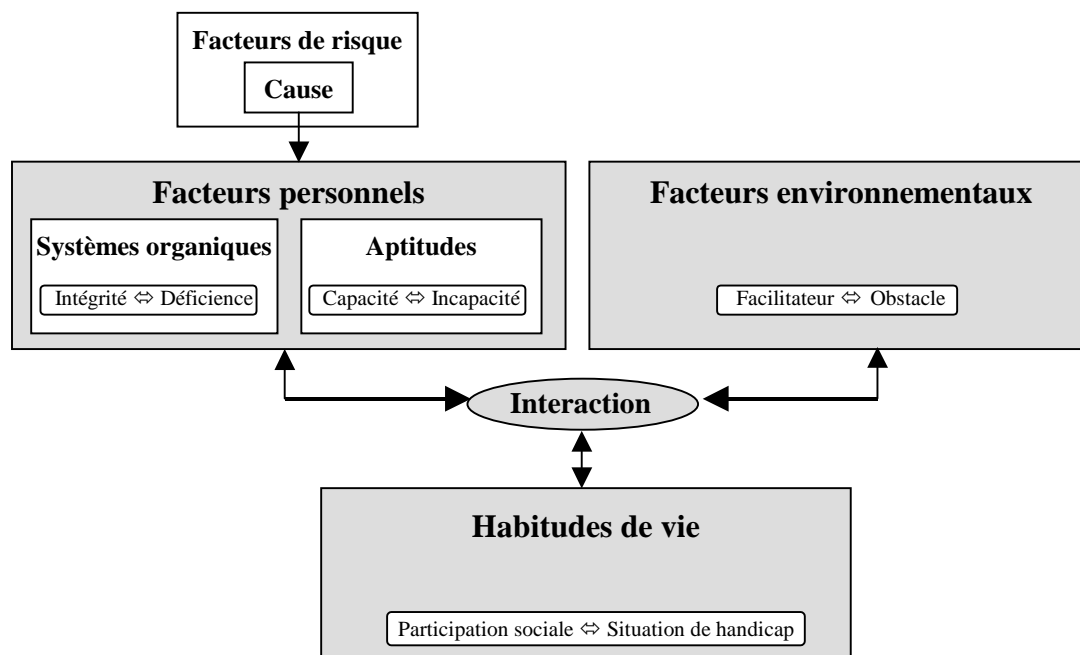 Facteurs de risque
Cause
Facteurs personnels
Systèmes organiques
Intégrité ⇔ Déficience
Aptitudes
Capacité ⇔ Incapacité
Facteurs environnementaux
Facilitateur ⇔ Obstacle
Interaction
Habitudes de vie
Participation sociale ⇔ Situation de handicap